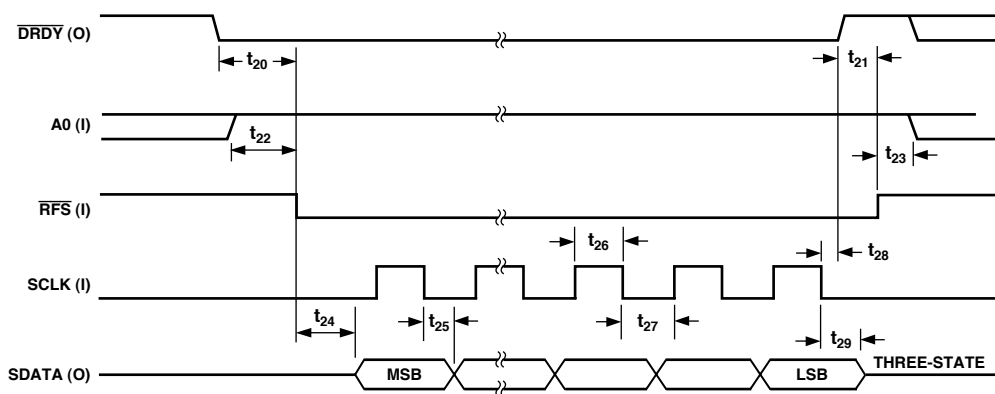 DRDY (O)
t20
t21
A0 (I)
t22
t23
RFS (I)
t26
t28
SCLK (I)
t24
t25
t27
t29
SDATA (O)
MSB
LSB
THREE-STATE